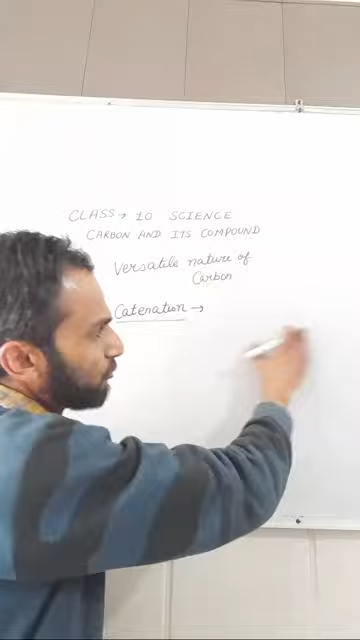 CLASS → 10 SCIENCE
CARBON AND ITS COMPOUND
Versatile nature of
Carbon
Catenation →